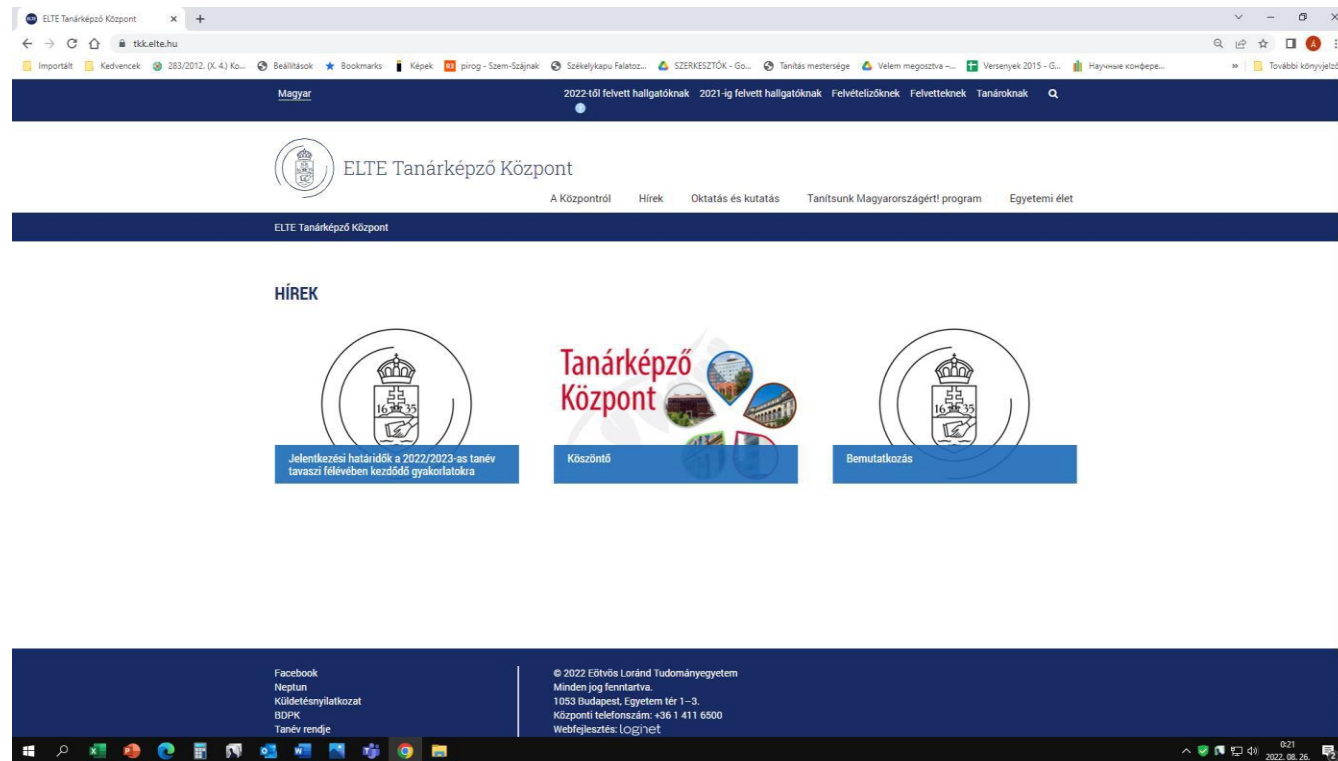 ELTE Tanárképző Központ
tkk.elte.hu
Importált Kedvencek 283/2012. (X. 4.) Ko... Beállítások Bookmarks Képek pirog - Szem-Szájnak Székelykapu Falatoz... SZERKESZTŐK - Go... Tanítás mestersége Velem megosztva –... Versenyek 2015 - G... Научные конфере... » További könyvjelző
Magyar 2022-től felvett hallgatóknak 2021-ig felvett hallgatóknak Felvételizőknek Felvetteknek Tanároknak
ELTE Tanárképző Központ
A Központról Hírek Oktatás és kutatás Tanítsunk Magyarországért! program Egyetemi élet
ELTE Tanárképző Központ
HÍREK
16 35
Jelentkezési határidők a 2022/2023-as tanév
tavaszi félévében kezdődő gyakorlatokra
Tanárképző
Központ
Köszöntő
16 35
Bemutatkozás
Facebook
Neptun
Küldetésnyilatkozat
BDPK
Tanév rendje
© 2022 Eötvös Loránd Tudományegyetem
Minden jog fenntartva.
1053 Budapest, Egyetem tér 1–3.
Központi telefonszám: +36 1 411 6500
Webfejlesztés: loginet
0:21
2022. 08. 26.